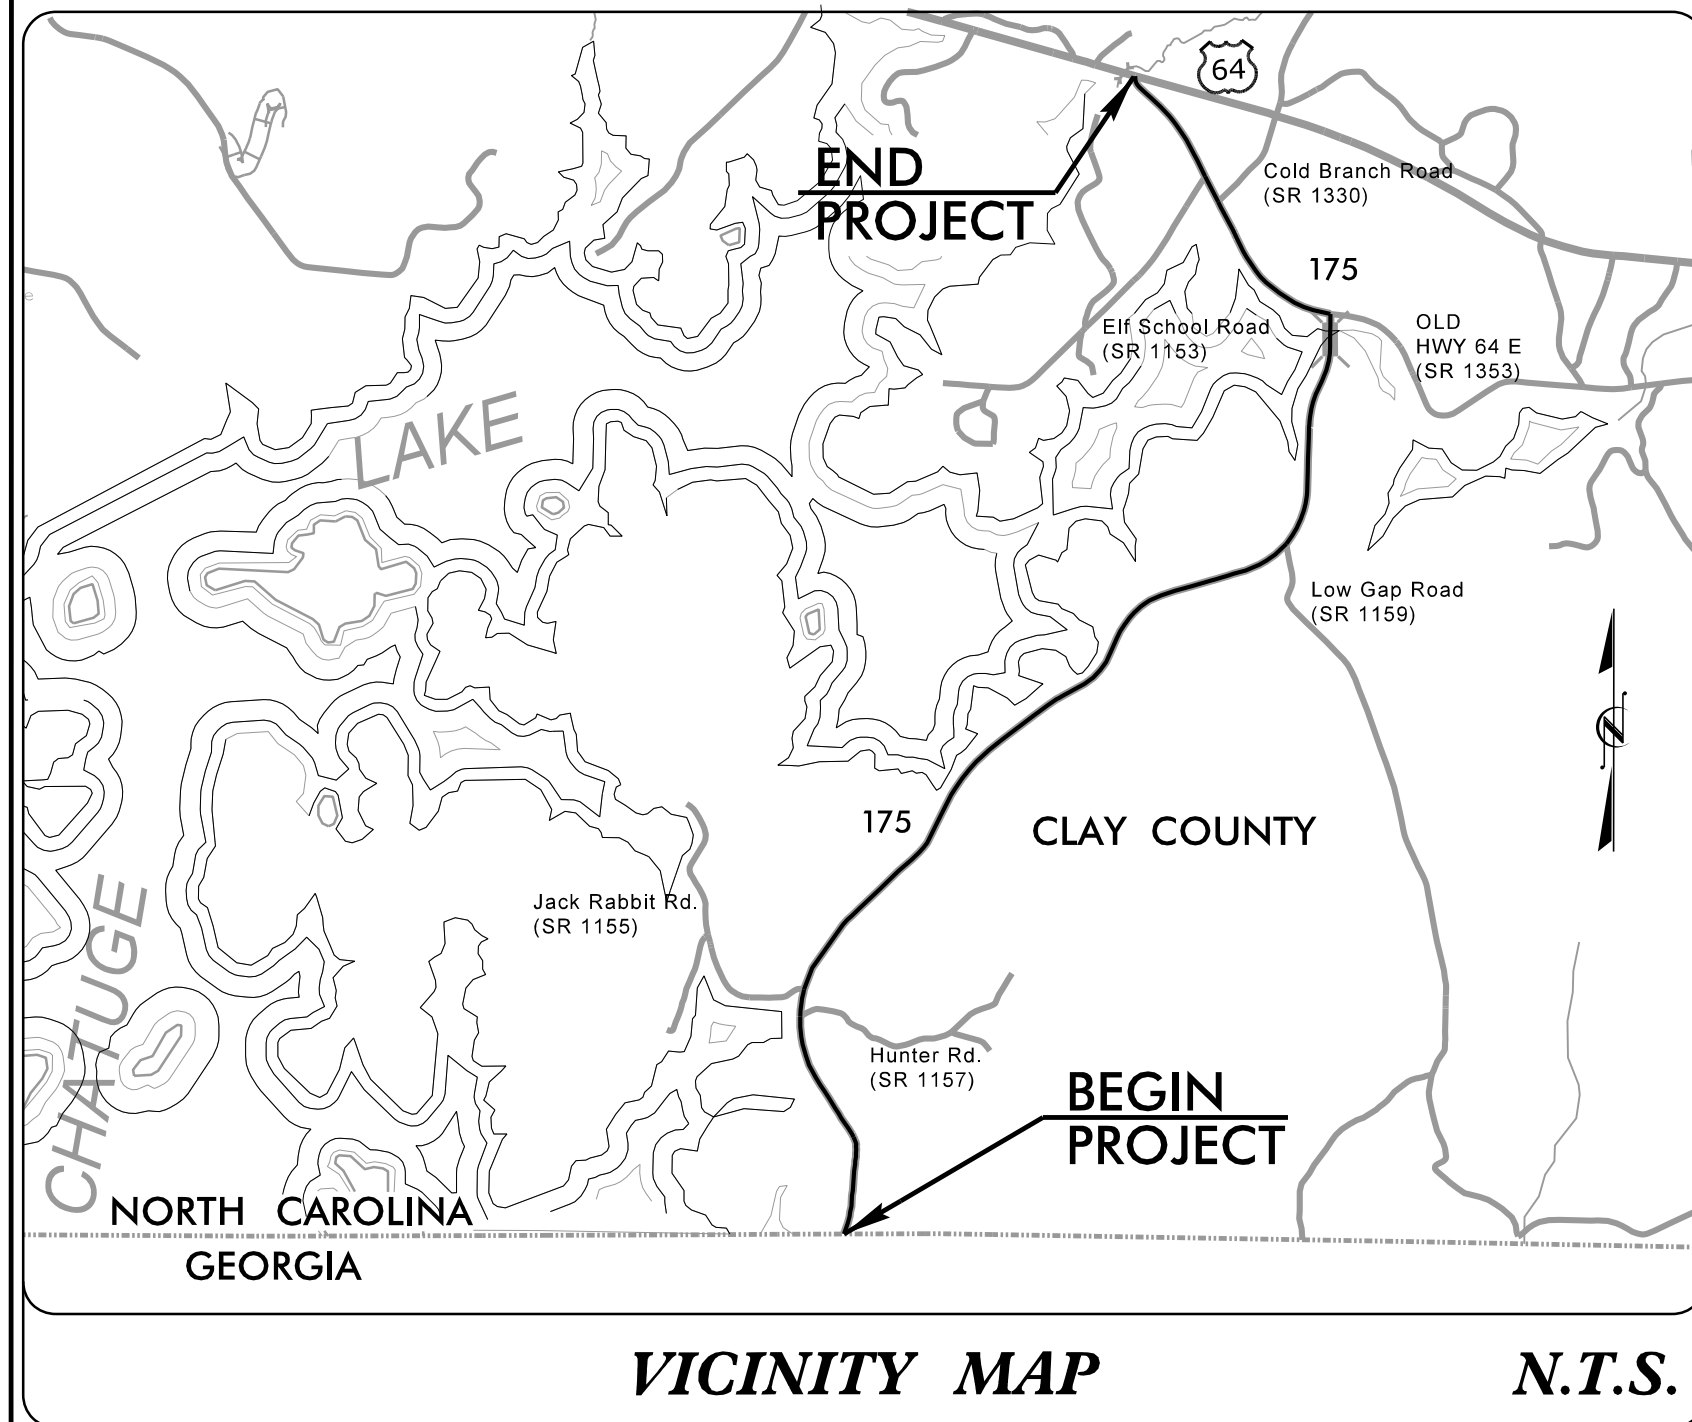 64
END
PROJECT
Cold Branch Road
(SR 1330)
175
Elf School Road
(SR 1153)
OLD
HWY 64 E
(SR 1353)
e
LAKE
Low Gap Road
(SR 1159)
N
175
CLAY COUNTY
Jack Rabbit Rd.
(SR 1155)
CHATUGE
Hunter Rd.
(SR 1157)
BEGIN
PROJECT
NORTH CAROLINA
GEORGIA
VICINITY MAP
N.T.S.